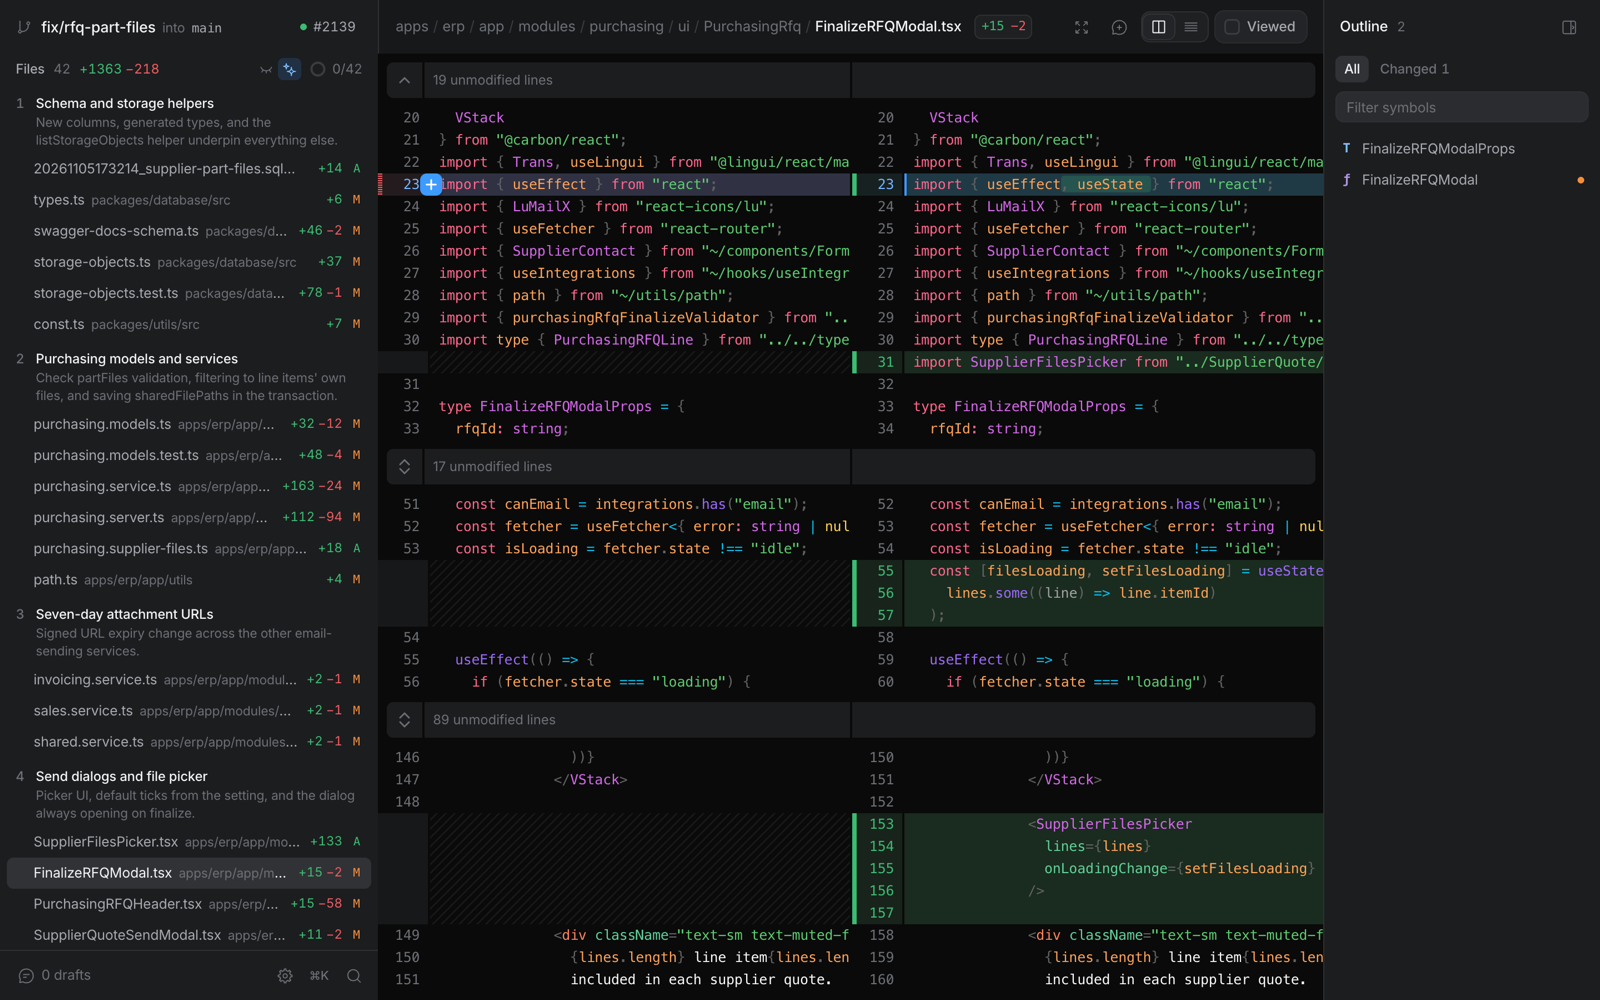 fix/rfq-part-files into main #2139
Files 42 +1363 −218 0/42
1 Schema and storage helpers
New columns, generated types, and the
listStorageObjects helper underpin everything else.
20261105173214_supplier-part-files.sql... +14 A
types.ts packages/database/src +6 M
swagger-docs-schema.ts packages/d... +46 −2 M
storage-objects.ts packages/database/src +37 M
storage-objects.test.ts packages/data... +78 −1 M
const.ts packages/utils/src +7 M
2 Purchasing models and services
Check partFiles validation, filtering to line items' own
files, and saving sharedFilePaths in the transaction.
purchasing.models.ts apps/erp/app/... +32 −12 M
purchasing.models.test.ts apps/erp/a... +48 −4 M
purchasing.service.ts apps/erp/app... +163 −24 M
purchasing.server.ts apps/erp/app/... +112 −94 M
purchasing.supplier-files.ts apps/erp/app... +18 A
path.ts apps/erp/app/utils +4 M
3 Seven-day attachment URLs
Signed URL expiry change across the other email-
sending services.
invoicing.service.ts apps/erp/app/modul... +2 −1 M
sales.service.ts apps/erp/app/modules/... +2 −1 M
shared.service.ts apps/erp/app/modules... +2 −1 M
4 Send dialogs and file picker
Picker UI, default ticks from the setting, and the dialog
always opening on finalize.
SupplierFilesPicker.tsx apps/erp/app/mo... +133 A
FinalizeRFQModal.tsx apps/erp/app/m... +15 −2 M
PurchasingRFQHeader.tsx apps/erp/... +15 −58 M
SupplierQuoteSendModal.tsx apps/er... +11 −2 M
0 drafts ⌘K
apps / erp / app / modules / purchasing / ui / PurchasingRfq / FinalizeRFQModal.tsx +15 −2 Viewed
19 unmodified lines
20 VStack
21 } from "@carbon/react";
22 import { Trans, useLingui } from "@lingui/react/ma
23 import { useEffect } from "react";
24 import { LuMailX } from "react-icons/lu";
25 import { useFetcher } from "react-router";
26 import { SupplierContact } from "~/components/Form
27 import { useIntegrations } from "~/hooks/useIntegr
28 import { path } from "~/utils/path";
29 import { purchasingRfqFinalizeValidator } from "..
30 import type { PurchasingRFQLine } from "../../type
31
32 type FinalizeRFQModalProps = {
33 rfqId: string;
17 unmodified lines
51 const canEmail = integrations.has("email");
52 const fetcher = useFetcher<{ error: string | nul
53 const isLoading = fetcher.state !== "idle";
54
55 useEffect(() => {
56 if (fetcher.state === "loading") {
89 unmodified lines
146 ))}
147 </VStack>
148
149 <div className="text-sm text-muted-f
150 {lines.length} line item{lines.len
151 included in each supplier quote.
20 VStack
21 } from "@carbon/react";
22 import { Trans, useLingui } from "@lingui/react/ma
23 import { useEffect, useState } from "react";
24 import { LuMailX } from "react-icons/lu";
25 import { useFetcher } from "react-router";
26 import { SupplierContact } from "~/components/Form
27 import { useIntegrations } from "~/hooks/useIntegr
28 import { path } from "~/utils/path";
29 import { purchasingRfqFinalizeValidator } from "..
30 import type { PurchasingRFQLine } from "../../type
31 import SupplierFilesPicker from "../SupplierQuote/
32
33 type FinalizeRFQModalProps = {
34 rfqId: string;
52 const canEmail = integrations.has("email");
53 const fetcher = useFetcher<{ error: string | nul
54 const isLoading = fetcher.state !== "idle";
55 const [filesLoading, setFilesLoading] = useState
56 lines.some((line) => line.itemId)
57 );
58
59 useEffect(() => {
60 if (fetcher.state === "loading") {
150 ))}
151 </VStack>
152
153 <SupplierFilesPicker
154 lines={lines}
155 onLoadingChange={setFilesLoading}
156 />
157
158 <div className="text-sm text-muted-f
159 {lines.length} line item{lines.len
160 included in each supplier quote.
Outline 2
All Changed 1
Filter symbols
T FinalizeRFQModalProps
ƒ FinalizeRFQModal